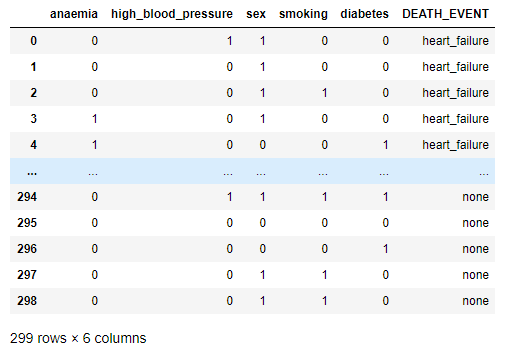 anaemia high_blood_pressure sex smoking diabetes DEATH_EVENT
0 0 1 1 0 0 heart_failure
1 0 0 1 0 0 heart_failure
2 0 0 1 1 0 heart_failure
3 1 0 1 0 0 heart_failure
4 1 0 0 0 1 heart_failure
... ... ... ... ... ... ...
294 0 1 1 1 1 none
295 0 0 0 0 0 none
296 0 0 0 0 1 none
297 0 0 1 1 0 none
298 0 0 1 1 0 none
299 rows × 6 columns